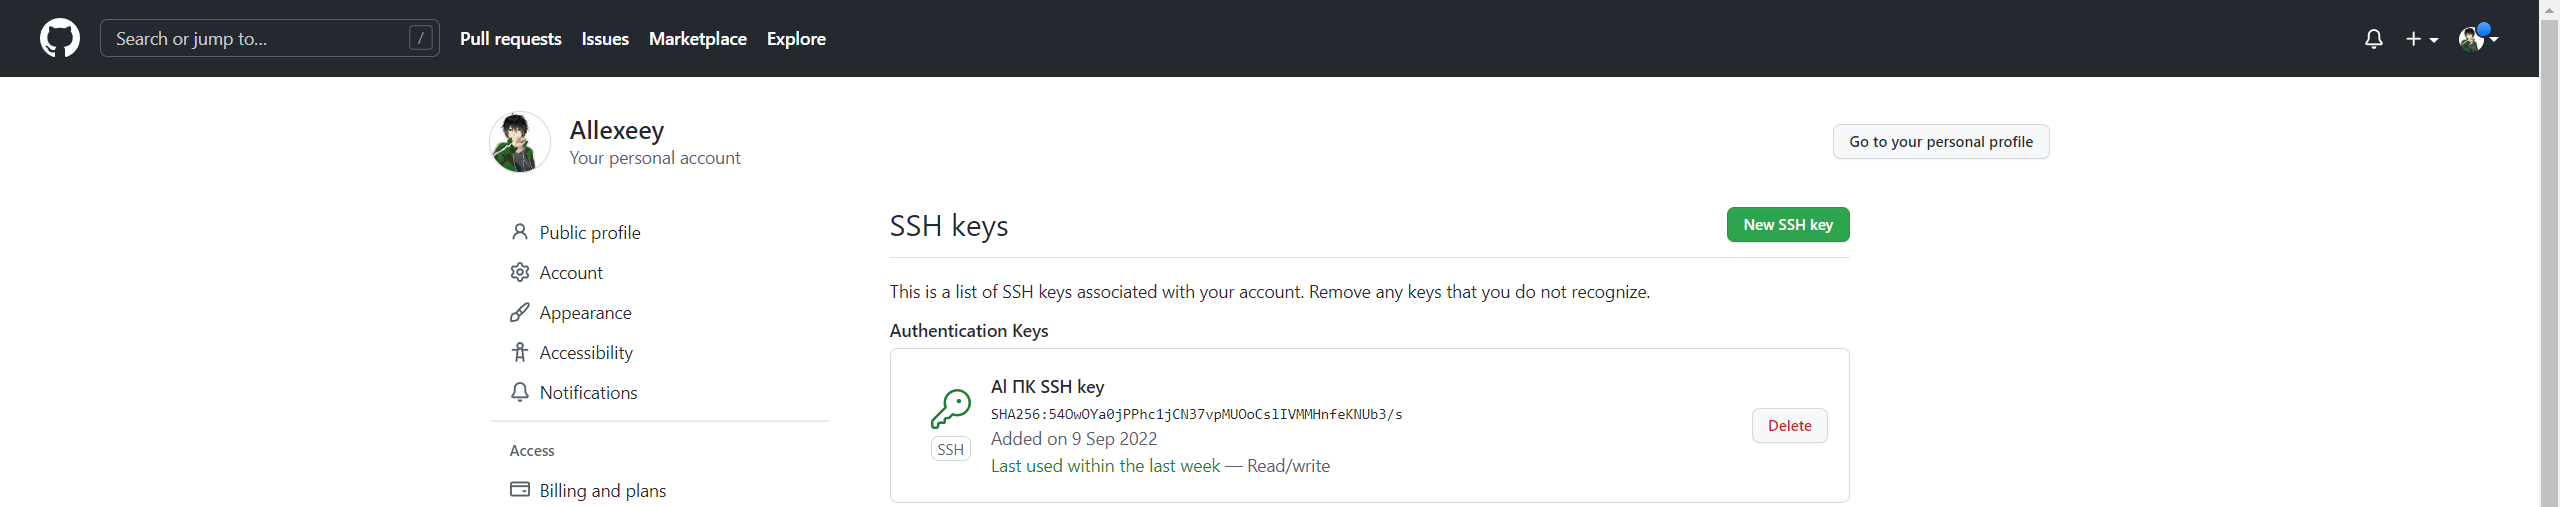 Search or jump to...
/
Pull requests
Issues
Marketplace
Explore
Allexeey
Your personal account
Go to your personal profile
Public profile
Account
Appearance
Accessibility
Notifications
Access
Billing and plans
SSH keys
New SSH key
This is a list of SSH keys associated with your account. Remove any keys that you do not recognize.
Authentication Keys
SSH
Al ПК SSH key
SHA256:54OwOYa0jPPhc1jCN37vpMUOoCslIVMMHnfeKNUb3/s
Added on 9 Sep 2022
Last used within the last week — Read/write
Delete